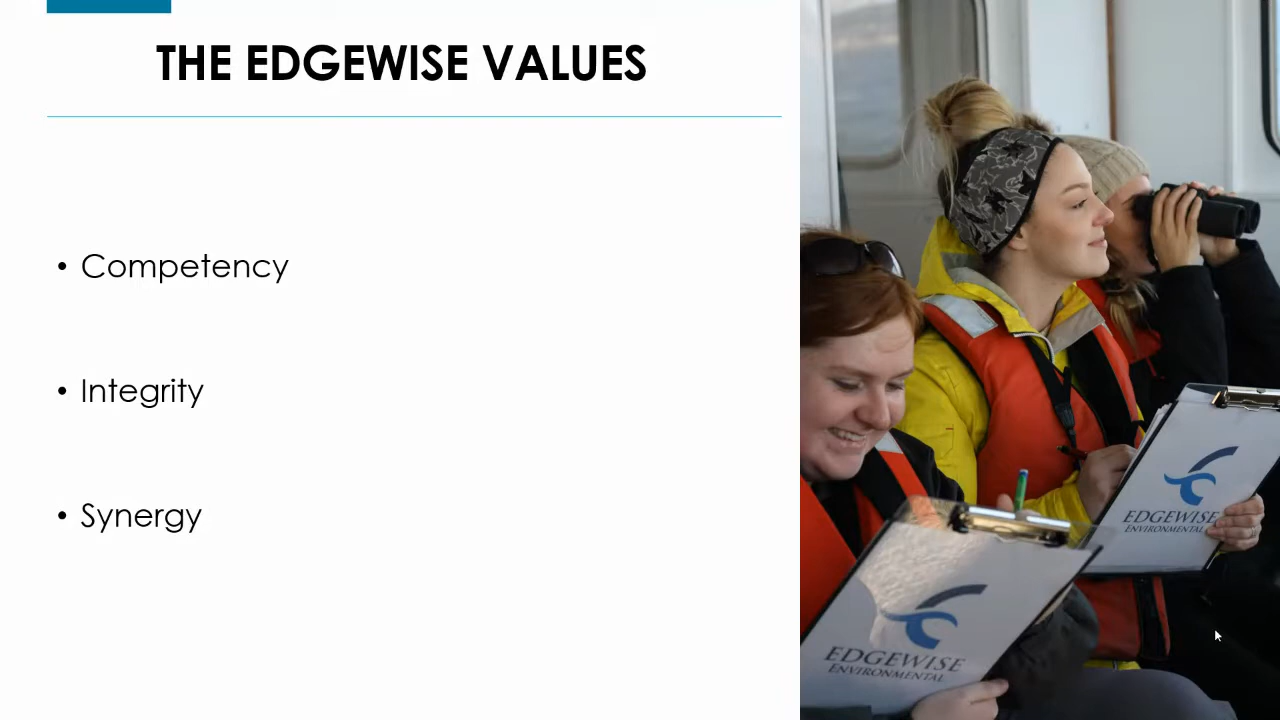 THE EDGEWISE VALUES
• Competency
• Integrity
• Synergy
EDGEWISE
ENVIRONMENTAL
EDGEWISE
ENVIRONMENTAL